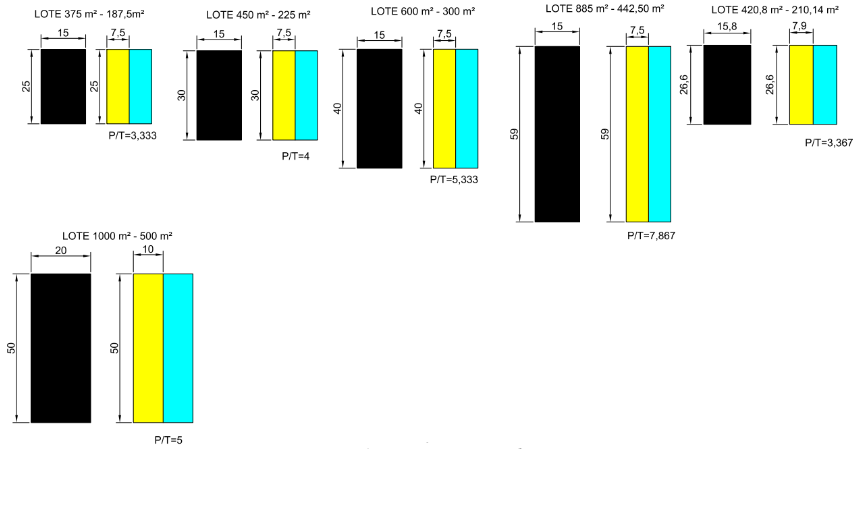 LOTE 375 m² - 187,5m²
15
7,5
25
25
P/T=3,333
LOTE 450 m² - 225 m²
15
7,5
30
30
P/T=4
LOTE 600 m² - 300 m²
15
7,5
40
40
P/T=5,333
LOTE 885 m² - 442,50 m²
15
7,5
59
59
P/T=7,867
LOTE 420,8 m² - 210,14 m²
15,8
7,9
26,6
26,6
P/T=3,367
LOTE 1000 m² - 500 m²
20
10
50
50
P/T=5